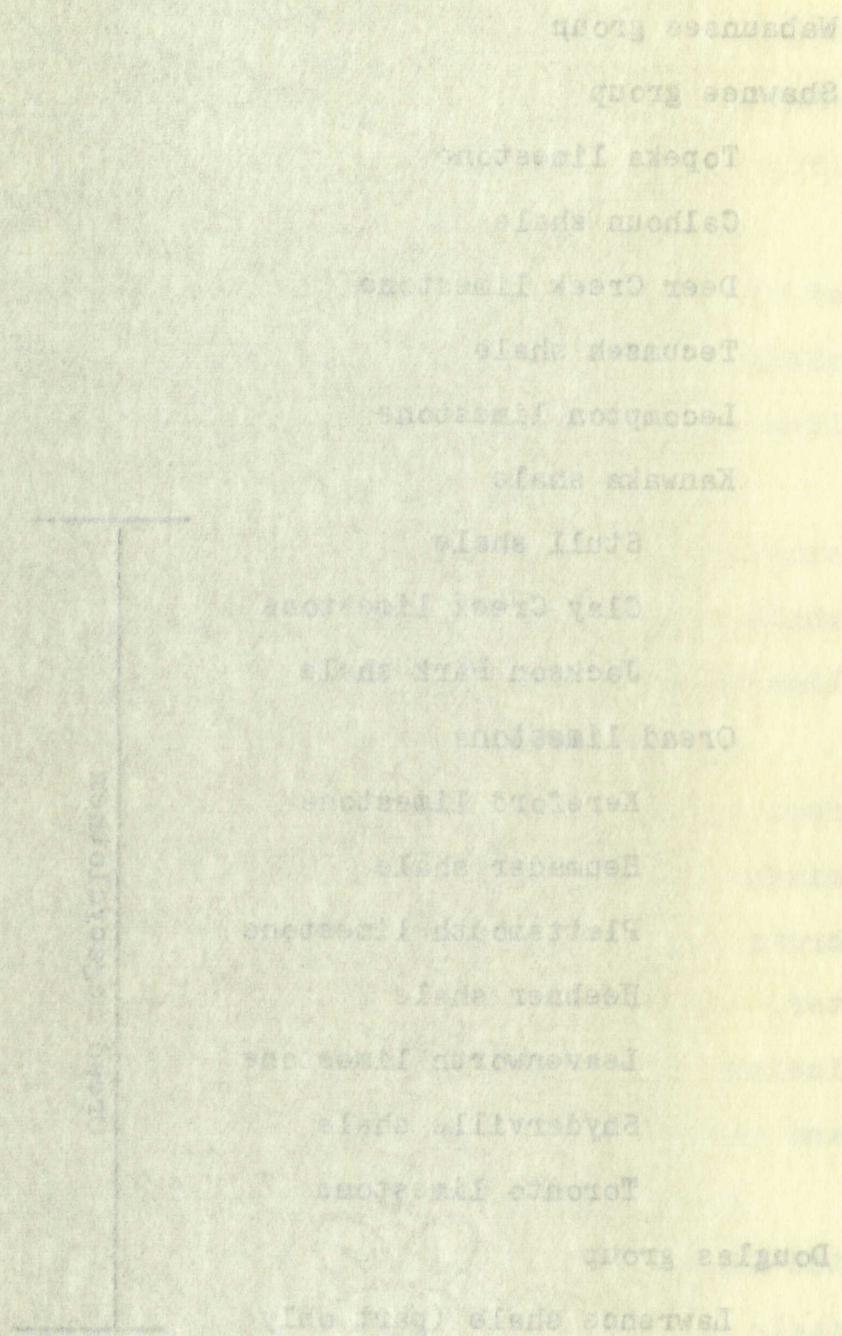 Wabaunsee group
Shawnee group
Topeka limestone
Calhoun shale
Deer Creek limestone
Tecumseh shale
Lecompton limestone
Kanwaka shale
Stull shale
Clay Creek limestone
Jackson Park shale
Oread limestone
Kereford limestone
Heumader shale
Plattsmouth limestone
Heebner shale
Leavenworth limestone
Snyderville shale
Toronto limestone
Douglas group
Lawrence shale (part only
Oread megacyclothem